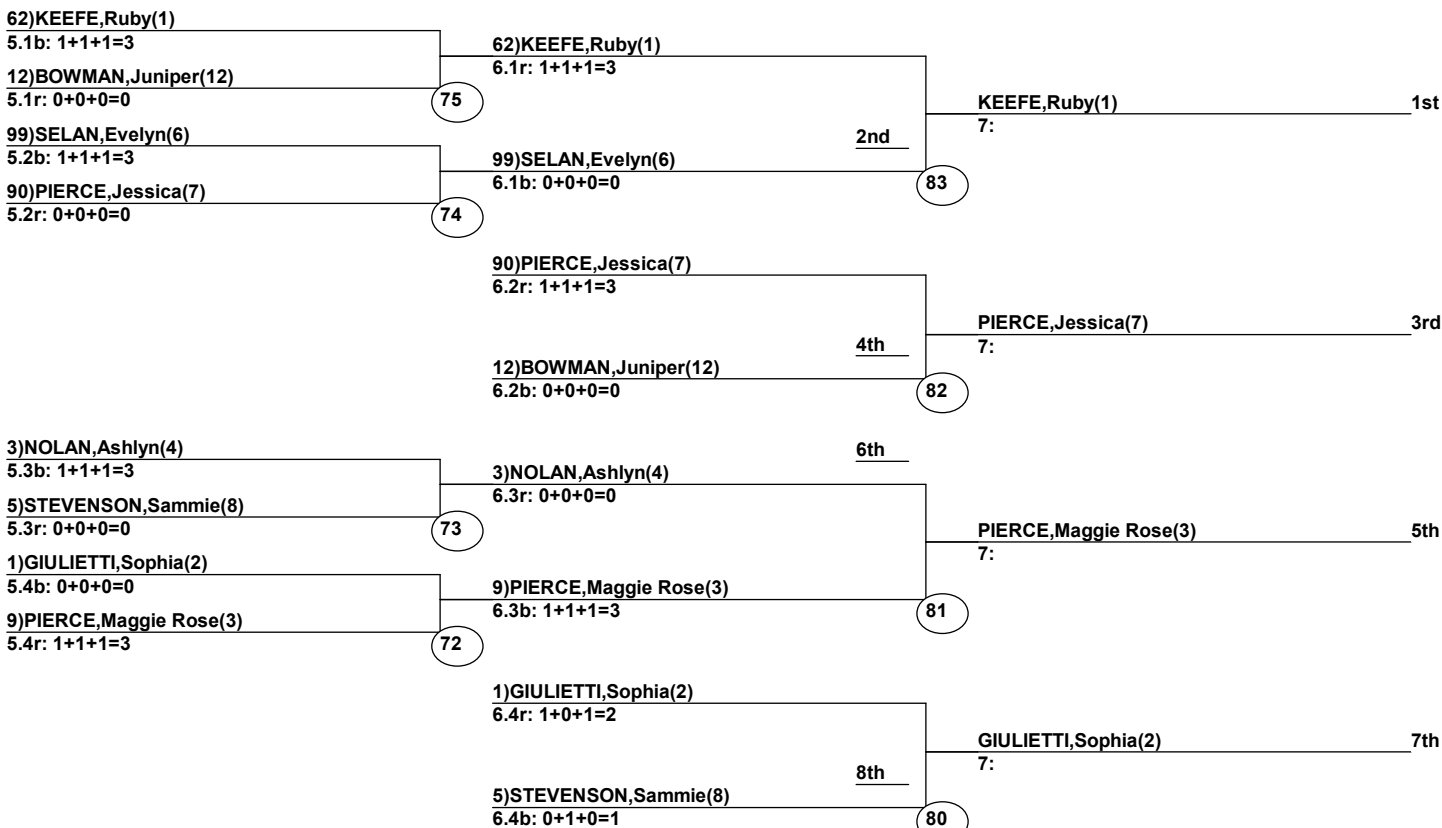 62)KEEFE,Ruby(1)
5.1b: 1+1+1=3
12)BOWMAN,Juniper(12)
5.1r: 0+0+0=0
75
99)SELAN,Evelyn(6)
5.2b: 1+1+1=3
90)PIERCE,Jessica(7)
5.2r: 0+0+0=0
74
62)KEEFE,Ruby(1)
6.1r: 1+1+1=3
2nd
99)SELAN,Evelyn(6)
6.1b: 0+0+0=0
83
KEEFE,Ruby(1) 1st
7:
90)PIERCE,Jessica(7)
6.2r: 1+1+1=3
4th
12)BOWMAN,Juniper(12)
6.2b: 0+0+0=0
82
PIERCE,Jessica(7) 3rd
7:
3)NOLAN,Ashlyn(4)
5.3b: 1+1+1=3
5)STEVENSON,Sammie(8)
5.3r: 0+0+0=0
73
1)GIULIETTI,Sophia(2)
5.4b: 0+0+0=0
9)PIERCE,Maggie Rose(3)
5.4r: 1+1+1=3
72
6th
3)NOLAN,Ashlyn(4)
6.3r: 0+0+0=0
9)PIERCE,Maggie Rose(3)
6.3b: 1+1+1=3
81
PIERCE,Maggie Rose(3) 5th
7:
1)GIULIETTI,Sophia(2)
6.4r: 1+0+1=2
8th
5)STEVENSON,Sammie(8)
6.4b: 0+1+0=1
80
GIULIETTI,Sophia(2) 7th
7: